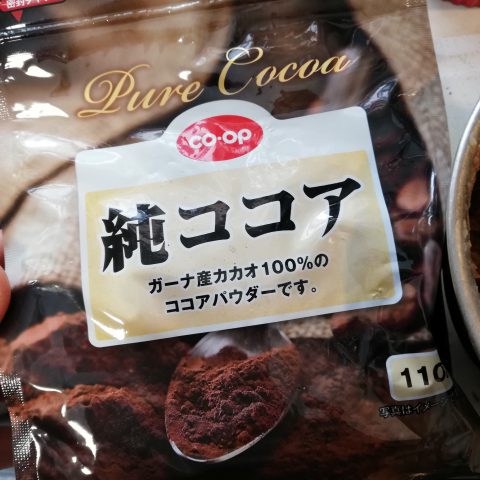 Pure Cocoa
co·op
純ココア
ガーナ産カカオ100%の
ココアパウダーです。
110
写真はイメージ